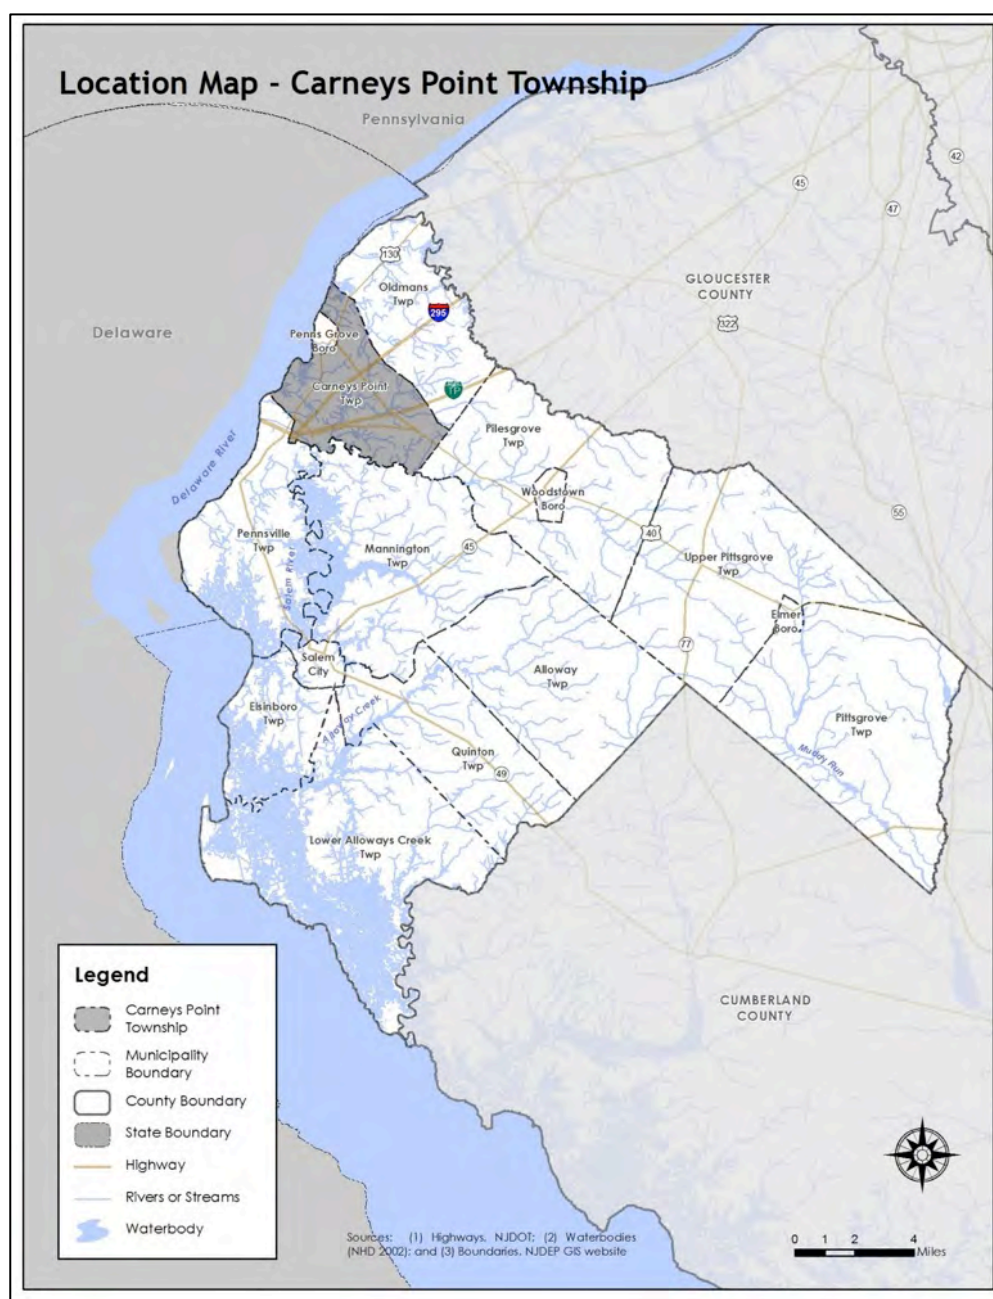 Location Map - Carneys Point Township
Pennsylvania
42
45
47
130
GLOUCESTER
COUNTY
Oldmans
Twp
295
322
Delaware
Penns Grove
Boro
Carneys Point
Twp
Pilesgrove
Twp
Delaware River
Woodstown
Boro
55
40
Pennsville
Twp
Mannington
Twp
45
Upper Pittsgrove
Twp
Salem River
Elmer
Boro
77
Salem
City
Alloway
Twp
Elsinboro
Twp
Alloway Creek
Pittsgrove
Twp
Quinton
Twp
Muddy Run
49
Lower Alloways Creek
Twp
Legend
Carneys Point
Township
Municipality
Boundary
County Boundary
State Boundary
Highway
Rivers or Streams
Waterbody
CUMBERLAND
COUNTY
Sources: (1) Highways, NJDOT; (2) Waterbodies
(NHD 2002); and (3) Boundaries, NJDEP GIS website
0 1 2 4
Miles